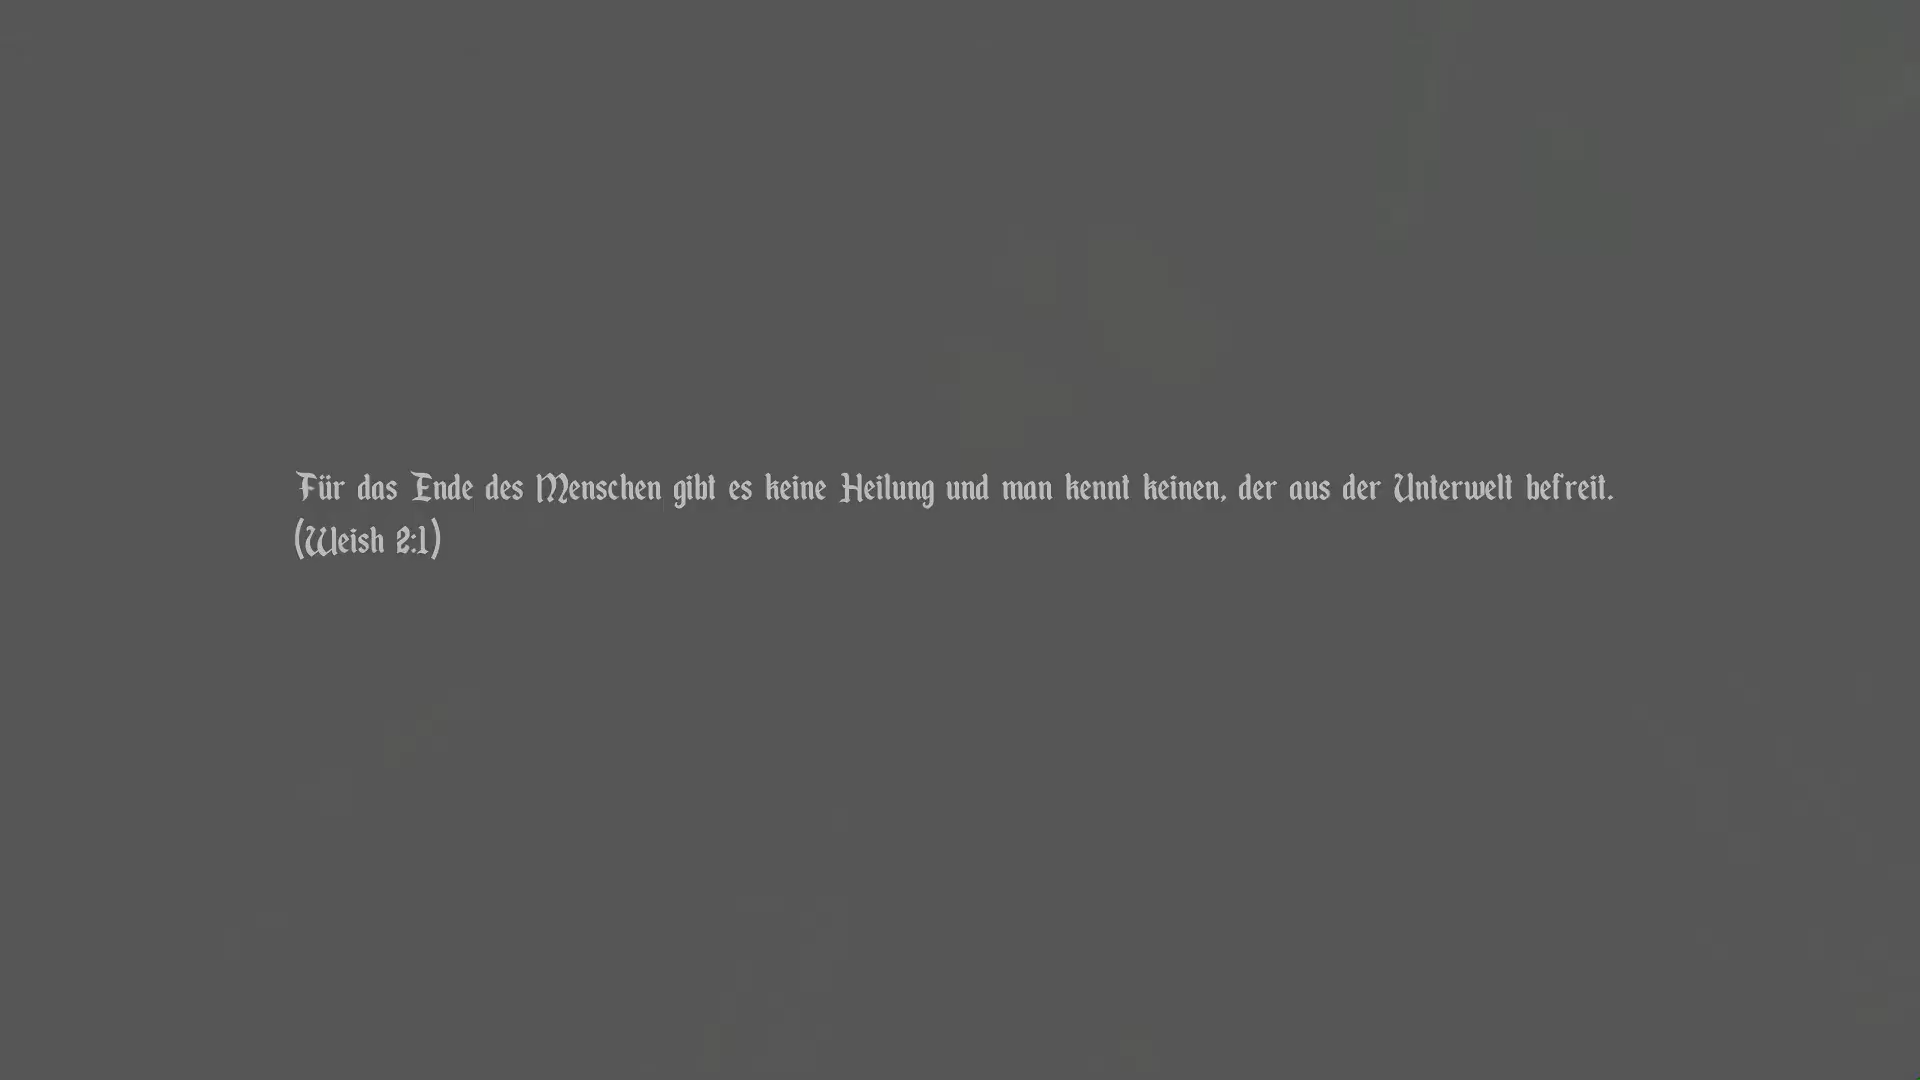 Für das Ende des Menschen gibt es keine Heilung und man kennt keinen, der aus der Unterwelt befreit.
(Weish 2:1)